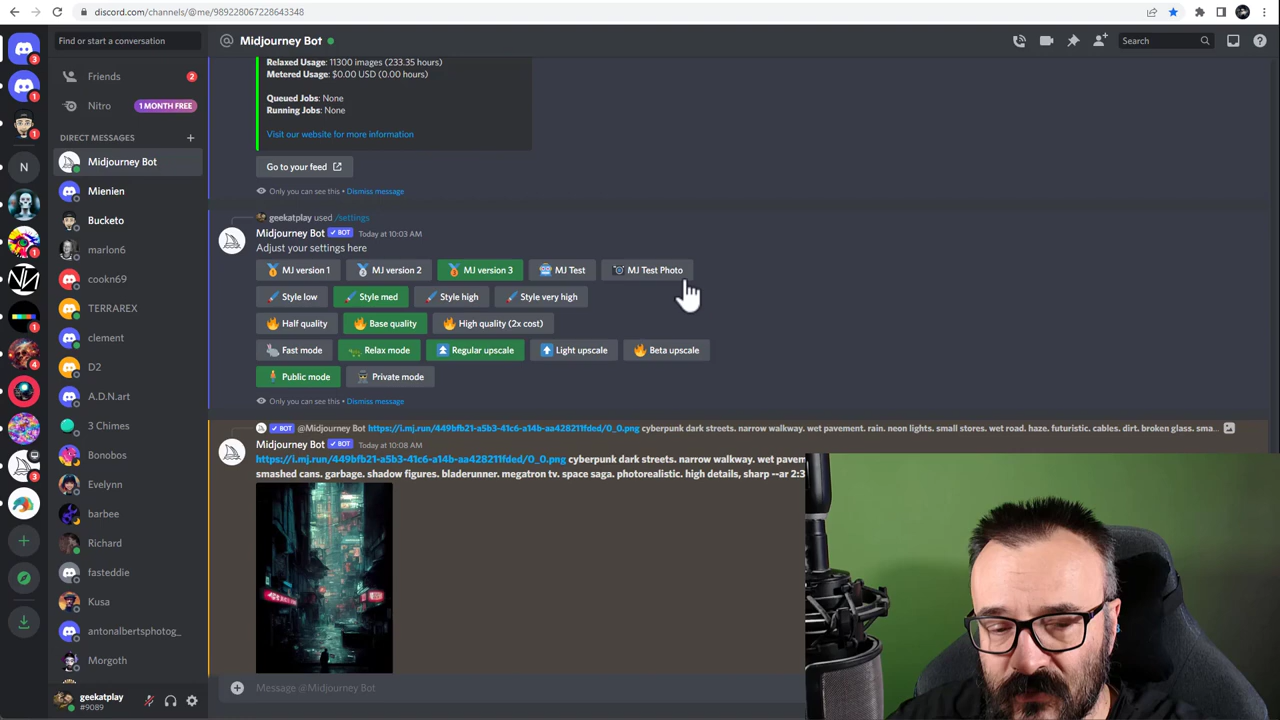 discord.com/channels/@me/989228067228643348
Find or start a conversation
Midjourney Bot
Search
Friends
2
Nitro
1 MONTH FREE
DIRECT MESSAGES
Midjourney Bot
Mienien
Bucketo
marlon6
cookn69
TERRAREX
clement
D2
A.D.N.art
3 Chimes
Bonobos
Evelynn
barbee
Richard
fasteddie
Kusa
antonalbertsphotog_
Morgoth
geekatplay
#9089
3
1
1
N
1
1
4
3
Relaxed Usage: 11300 images (233.35 hours)
Metered Usage: $0.00 USD (0.00 hours)
Queued Jobs: None
Running Jobs: None
Visit our website for more information
Go to your feed
Only you can see this • Dismiss message
geekatplay used /settings
Midjourney Bot BOT Today at 10:03 AM
Adjust your settings here
MJ version 1 MJ version 2 MJ version 3 MJ Test MJ Test Photo
Style low Style med Style high Style very high
Half quality Base quality High quality (2x cost)
Fast mode Relax mode Regular upscale Light upscale Beta upscale
Public mode Private mode
Only you can see this • Dismiss message
BOT @Midjourney Bot https://i.mj.run/449bfb21-a5b3-41c6-a14b-aa428211fded/0_0.png cyberpunk dark streets. narrow walkway. wet pavement. rain. neon lights. small stores. wet road. haze. futuristic. cables. dirt. broken glass. sma...
Midjourney Bot BOT Today at 10:08 AM
https://i.mj.run/449bfb21-a5b3-41c6-a14b-aa428211fded/0_0.png cyberpunk dark streets. narrow walkway. wet pavem
smashed cans. garbage. shadow figures. bladerunner. megatron tv. space saga. photorealistic. high details, sharp --ar 2:3
Message @Midjourney Bot